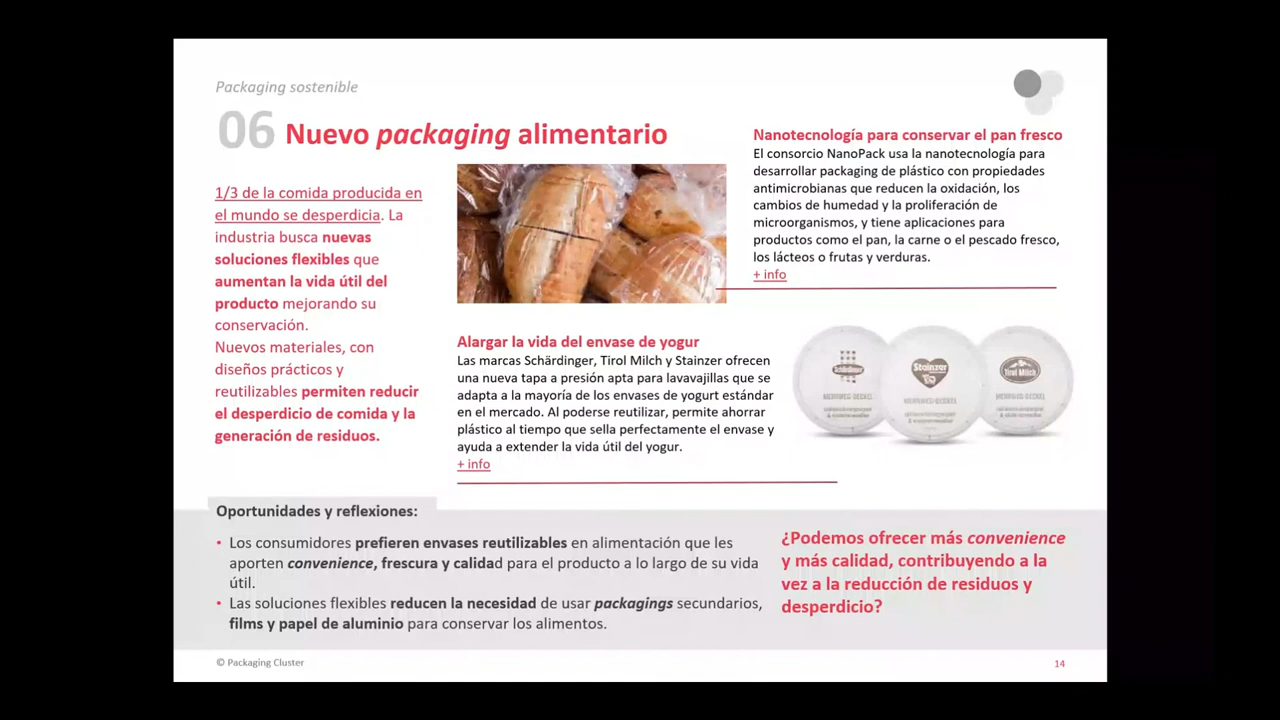 Packaging sostenible
06 Nuevo packaging alimentario
1/3 de la comida producida en
el mundo se desperdicia. La
industria busca nuevas
soluciones flexibles que
aumentan la vida útil del
producto mejorando su
conservación.
Nuevos materiales, con
diseños prácticos y
reutilizables permiten reducir
el desperdicio de comida y la
generación de residuos.
Nanotecnología para conservar el pan fresco
El consorcio NanoPack usa la nanotecnología para
desarrollar packaging de plástico con propiedades
antimicrobianas que reducen la oxidación, los
cambios de humedad y la proliferación de
microorganismos, y tiene aplicaciones para
productos como el pan, la carne o el pescado fresco,
los lácteos o frutas y verduras.
+ info
Alargar la vida del envase de yogur
Las marcas Schärdinger, Tirol Milch y Stainzer ofrecen
una nueva tapa a presión apta para lavavajillas que se
adapta a la mayoría de los envases de yogurt estándar
en el mercado. Al poderse reutilizar, permite ahorrar
plástico al tiempo que sella perfectamente el envase y
ayuda a extender la vida útil del yogur.
+ info
Schärdinger
MEHRWEG-DECKEL
Stainzer
MEHRWEG-DECKEL
Tirol Milch
MEHRWEG-DECKEL
Oportunidades y reflexiones:
• Los consumidores prefieren envases reutilizables en alimentación que les
aporten convenience, frescura y calidad para el producto a lo largo de su vida
útil.
• Las soluciones flexibles reducen la necesidad de usar packagings secundarios,
films y papel de aluminio para conservar los alimentos.
¿Podemos ofrecer más convenience
y más calidad, contribuyendo a la
vez a la reducción de residuos y
desperdicio?
© Packaging Cluster
14